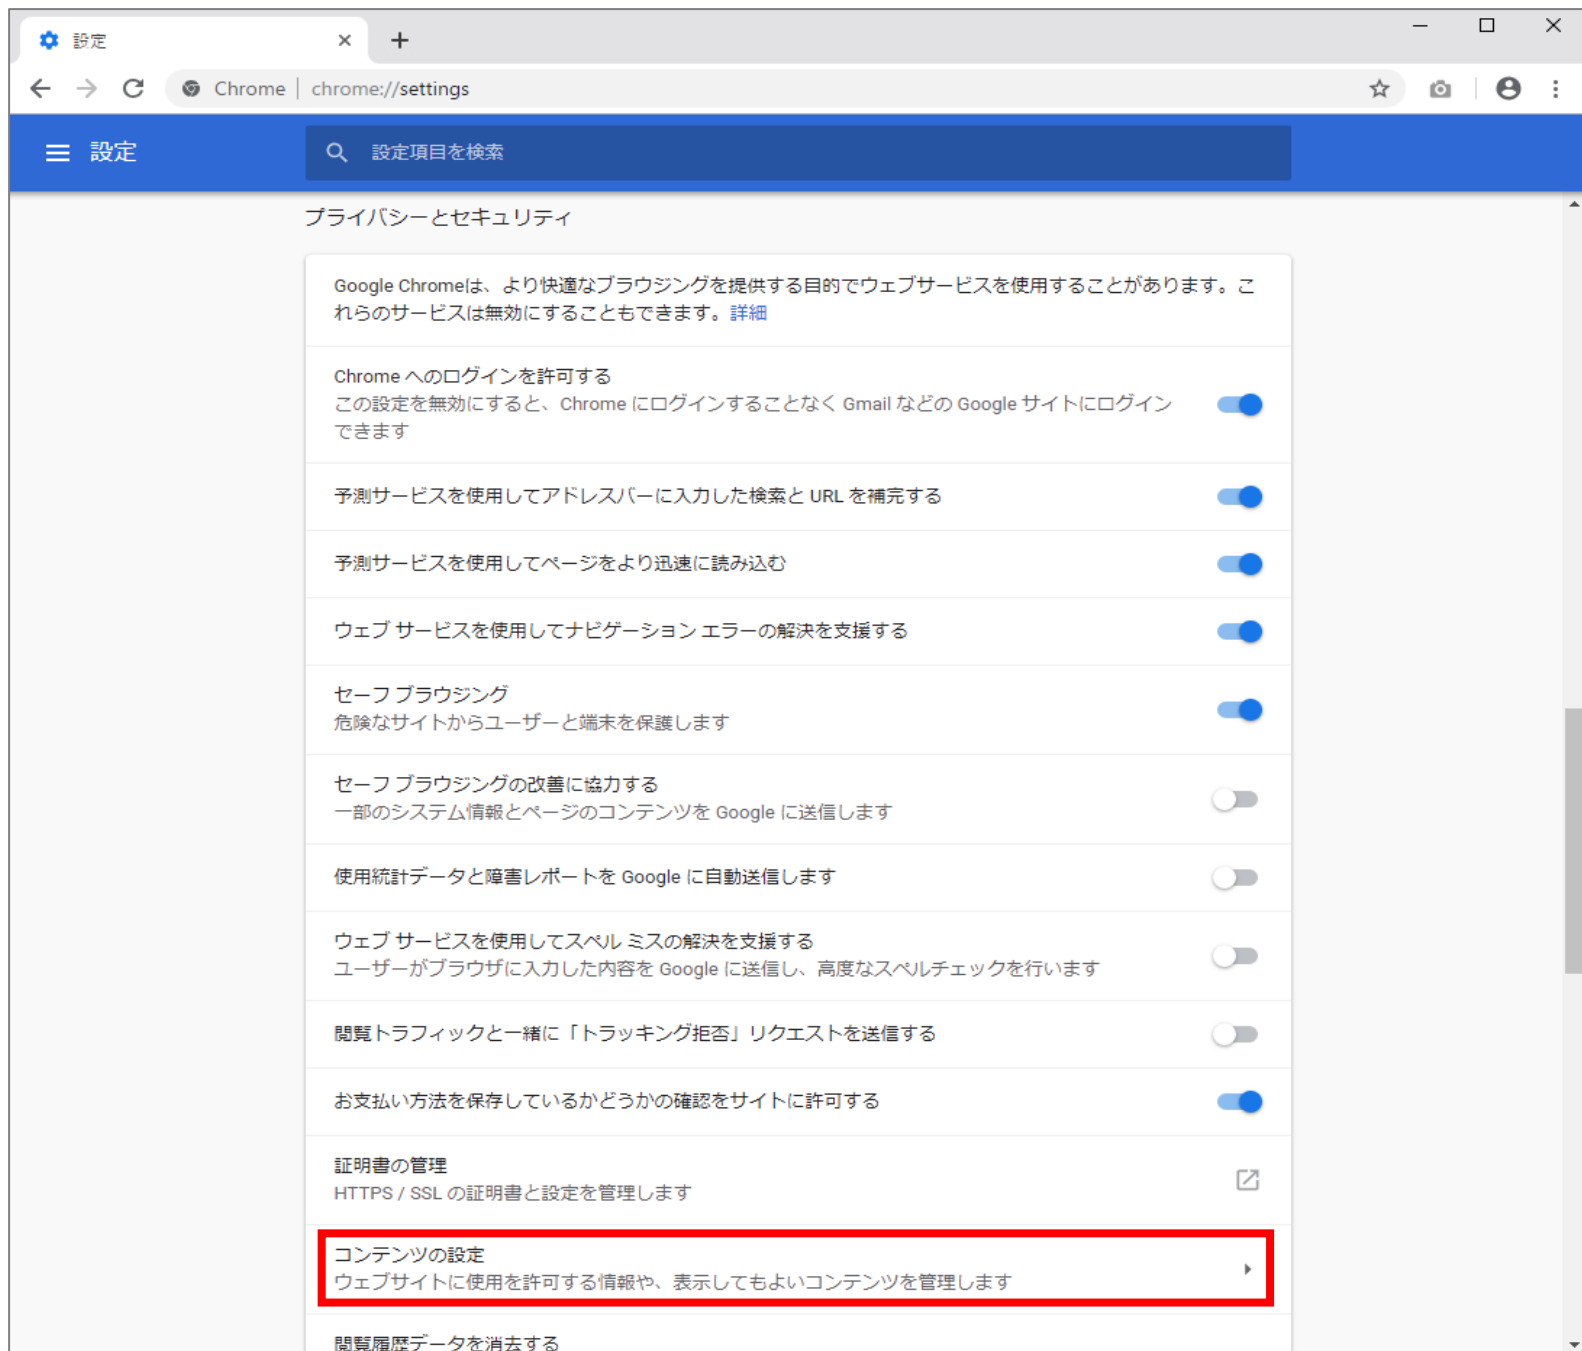 設定
Chrome
chrome://settings
設定
設定項目を検索
プライバシーとセキュリティ
Google Chromeは、より快適なブラウジングを提供する目的でウェブサービスを使用することがあります。こ
れらのサービスは無効にすることもできます。詳細
Chrome へのログインを許可する
この設定を無効にすると、Chrome にログインすることなく Gmail などの Google サイトにログイン
できます
予測サービスを使用してアドレスバーに入力した検索と URL を補完する
予測サービスを使用してページをより迅速に読み込む
ウェブ サービスを使用してナビゲーション エラーの解決を支援する
セーフ ブラウジング
危険なサイトからユーザーと端末を保護します
セーフ ブラウジングの改善に協力する
一部のシステム情報とページのコンテンツを Google に送信します
使用統計データと障害レポートを Google に自動送信します
ウェブ サービスを使用してスペル ミスの解決を支援する
ユーザーがブラウザに入力した内容を Google に送信し、高度なスペルチェックを行います
閲覧トラフィックと一緒に「トラッキング拒否」リクエストを送信する
お支払い方法を保存しているかどうかの確認をサイトに許可する
証明書の管理
HTTPS / SSL の証明書と設定を管理します
コンテンツの設定
ウェブサイトに使用を許可する情報や、表示してもよいコンテンツを管理します
閲覧履歴データを消去する